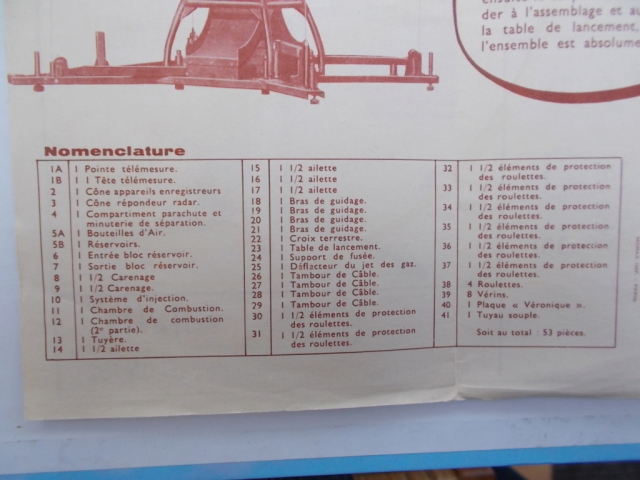 der à l'assemblage et au
la table de lancement,
l'ensemble est absolume
Nomenclature
1A 1 Pointe télémesure.
1B 1 1 Tête télémesure.
2 1 Cône appareils enregistreurs
3 1 Cône répondeur radar.
4 1 Compartiment parachute et
minuterie de séparation.
5A 1 Bouteilles d'Air.
5B 1 Réservoirs.
6 1 Entrée bloc réservoir.
7 1 Sortie bloc réservoir.
8 1 1/2 Carenage
9 1 1/2 Carenage.
10 1 Système d'injection.
11 1 Chambre de Combustion.
12 1 Chambre de combustion
(2e partie).
13 1 Tuyère.
14 1 1/2 ailette
15 1 1/2 ailette
16 1 1/2 ailette
17 1 1/2 ailette
18 1 Bras de guidage.
19 1 Bras de guidage.
20 1 Bras de guidage.
21 1 Bras de guidage.
22 1 Croix terrestre.
23 1 Table de lancement.
24 1 Support de fusée.
25 1 Déflacteur du jet des gaz.
26 1 Tambour de Câble.
27 1 Tambour de Câble.
28 1 Tambour de Câble.
29 1 Tambour de Câble.
30 1 1/2 éléments de protection
des roulettes.
31 1 1/2 éléments de protection
des roulettes.
32 1 1/2 éléments de protection
des roulettes.
33 1 1/2 éléments de protection
des roulettes.
34 1 1/2 éléments de protection
des roulettes.
35 1 1/2 éléments de protection
des roulettes.
36 1 1/2 éléments de protection
des roulettes.
37 1 1/2 éléments de protection
des roulettes.
38 4 Roulettes.
39 8 Vérins.
40 1 Plaque « Véronique ».
41 1 Tuyau souple.
Soit au total : 53 pièces.